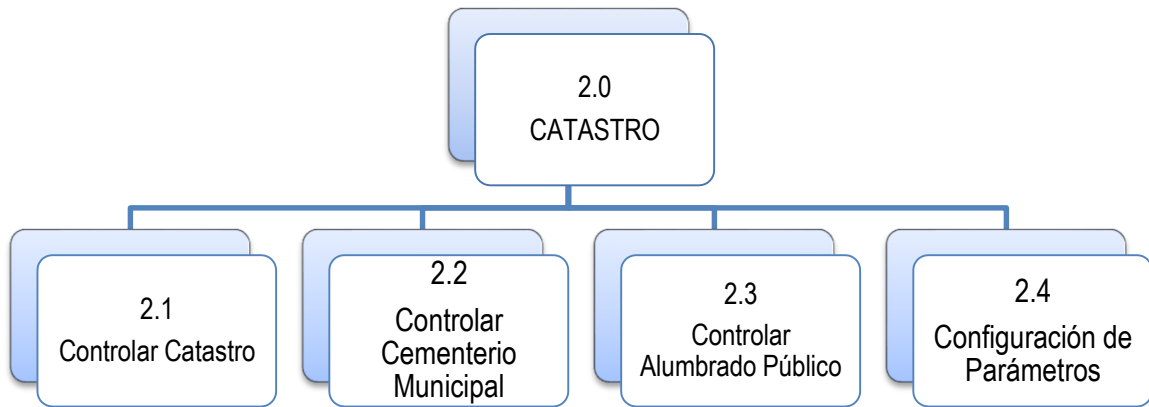 2.0
CATASTRO
2.1
Controlar Catastro
2.2
Controlar
Cementerio
Municipal
2.3
Controlar
Alumbrado Público
2.4
Configuración de
Parámetros